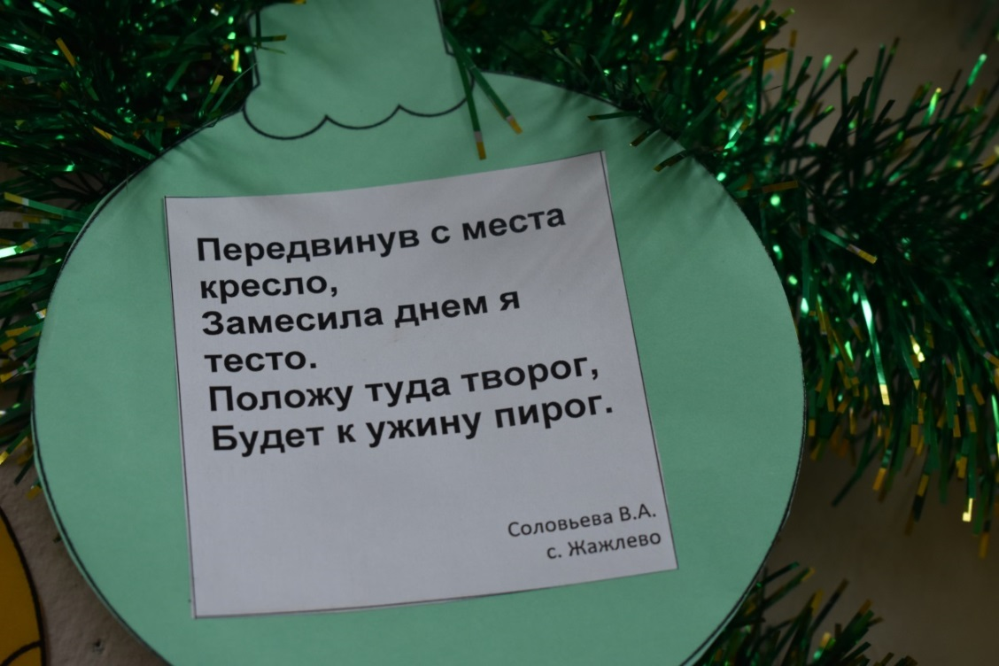 Передвинув с места
кресло,
Замесила днем я
тесто.
Положу туда творог,
Будет к ужину пирог.
Соловьева В.А.
с. Жажлево